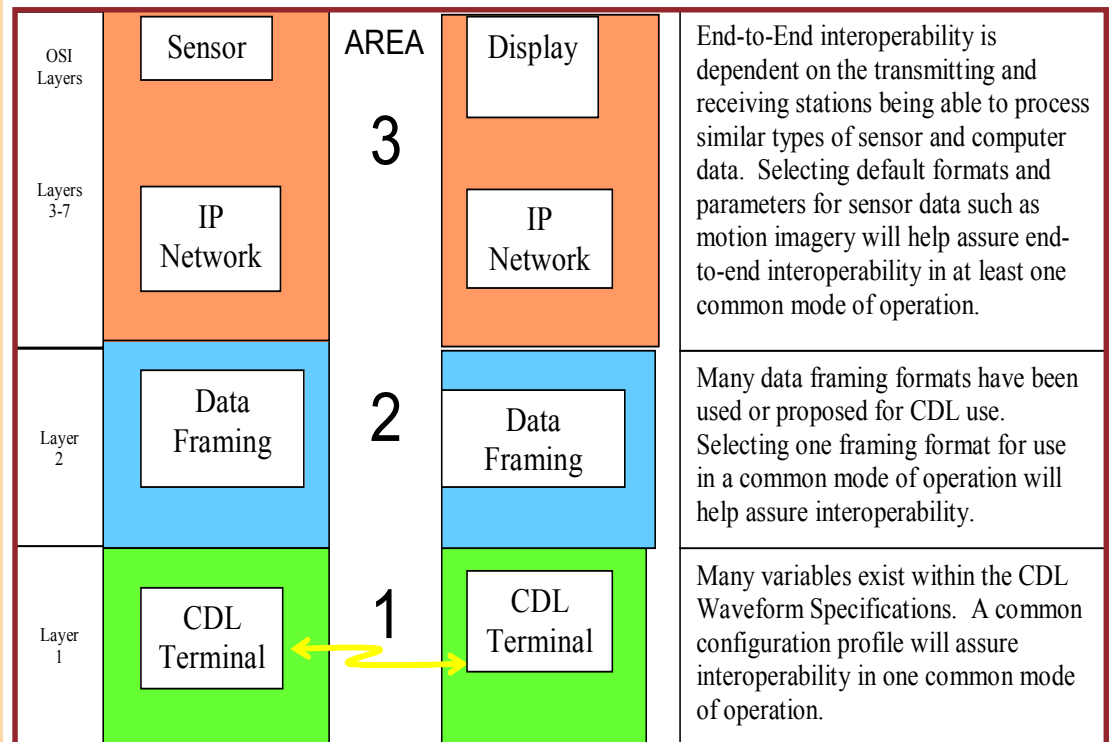 OSI
Layers
Sensor
AREA
Display
Layers
3-7
3
IP
Network
IP
Network
End-to-End interoperability is
dependent on the transmitting and
receiving stations being able to process
similar types of sensor and computer
data. Selecting default formats and
parameters for sensor data such as
motion imagery will help assure end-
to-end interoperability in at least one
common mode of operation.
Layer
2
Data
Framing
2
Data
Framing
Many data framing formats have been
used or proposed for CDL use.
Selecting one framing format for use
in a common mode of operation will
help assure interoperability.
Layer
1
CDL
Terminal
1
CDL
Terminal
Many variables exist within the CDL
Waveform Specifications. A common
configuration profile will assure
interoperability in one common mode
of operation.